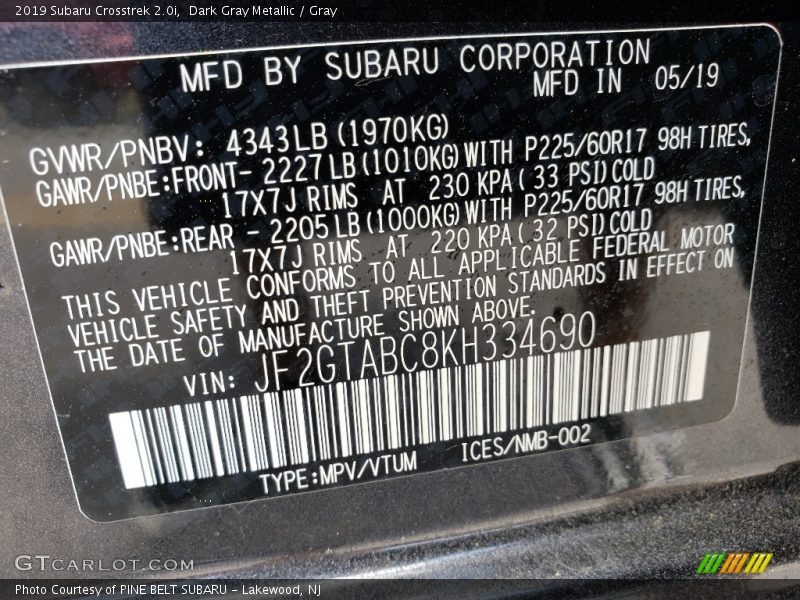 2019 Subaru Crosstrek 2.0i, Dark Gray Metallic / Gray
MFD BY SUBARU CORPORATION
MFD IN 05/19
GVWR/PNBV: 4343LB (1970KG)
GAWR/PNBE:FRONT- 2227LB(1010KG)WITH P225/60R17 98H TIRES,
17X7J RIMS AT 230 KPA( 33 PSI)COLD
GAWR/PNBE:REAR - 2205LB(1000KG)WITH P225/60R17 98H TIRES,
17X7J RIMS AT 220 KPA( 32 PSI)COLD
THIS VEHICLE CONFORMS TO ALL APPLICABLE FEDERAL MOTOR
VEHICLE SAFETY AND THEFT PREVENTION STANDARDS IN EFFECT ON
THE DATE OF MANUFACTURE SHOWN ABOVE.
VIN: JF2GTABC8KH334690
TYPE:MPV/VTUM ICES/NMB-002
GTCARLOT.COM
Photo Courtesy of PINE BELT SUBARU - Lakewood, NJ